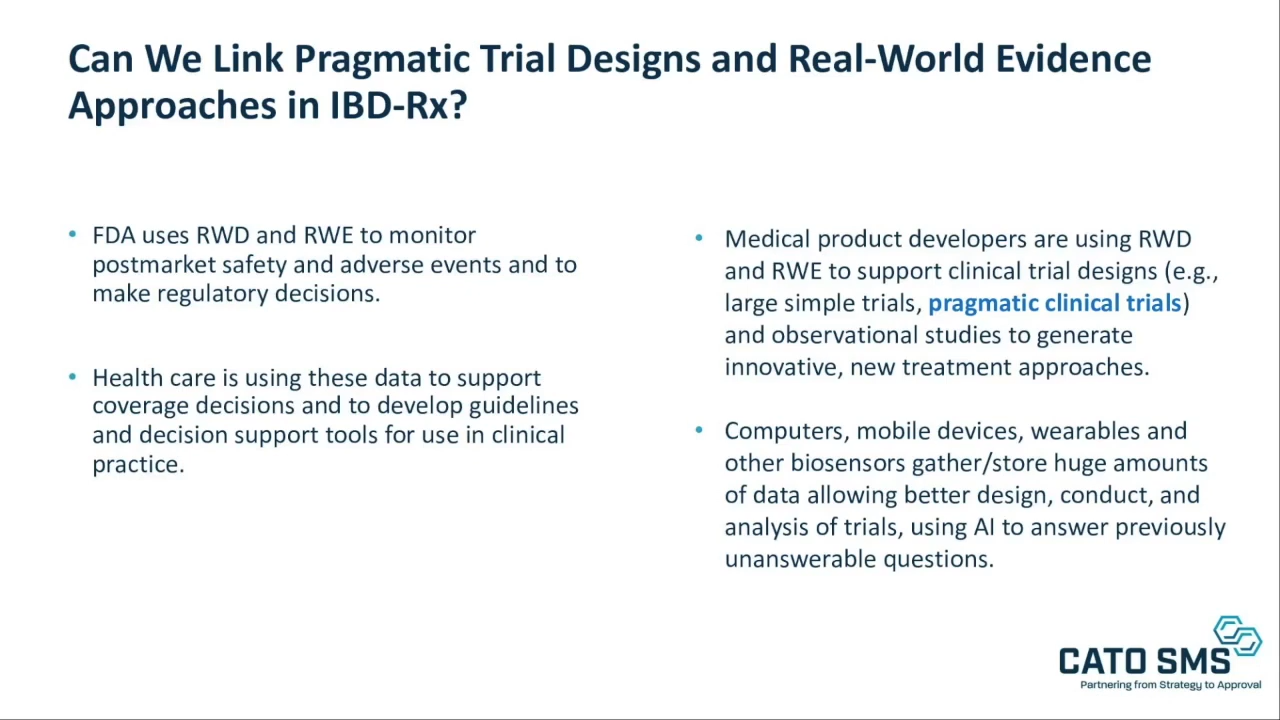 Can We Link Pragmatic Trial Designs and Real-World Evidence
Approaches in IBD-Rx?
• FDA uses RWD and RWE to monitor
postmarket safety and adverse events and to
make regulatory decisions.
• Health care is using these data to support
coverage decisions and to develop guidelines
and decision support tools for use in clinical
practice.
• Medical product developers are using RWD
and RWE to support clinical trial designs (e.g.,
large simple trials, pragmatic clinical trials)
and observational studies to generate
innovative, new treatment approaches.
• Computers, mobile devices, wearables and
other biosensors gather/store huge amounts
of data allowing better design, conduct, and
analysis of trials, using AI to answer previously
unanswerable questions.
CATO SMS
Partnering from Strategy to Approval